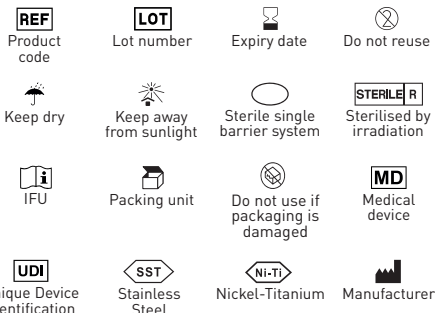 REF LOT
Product code Lot number Expiry date Do not reuse
STERILE R
Keep dry Keep away from sunlight Sterile single barrier system Sterilised by irradiation
i MD
IFU Packing unit Do not use if packaging is damaged Medical device
UDI SST Ni-Ti
Device Stainless Steel Nickel-Titanium Manufacturer